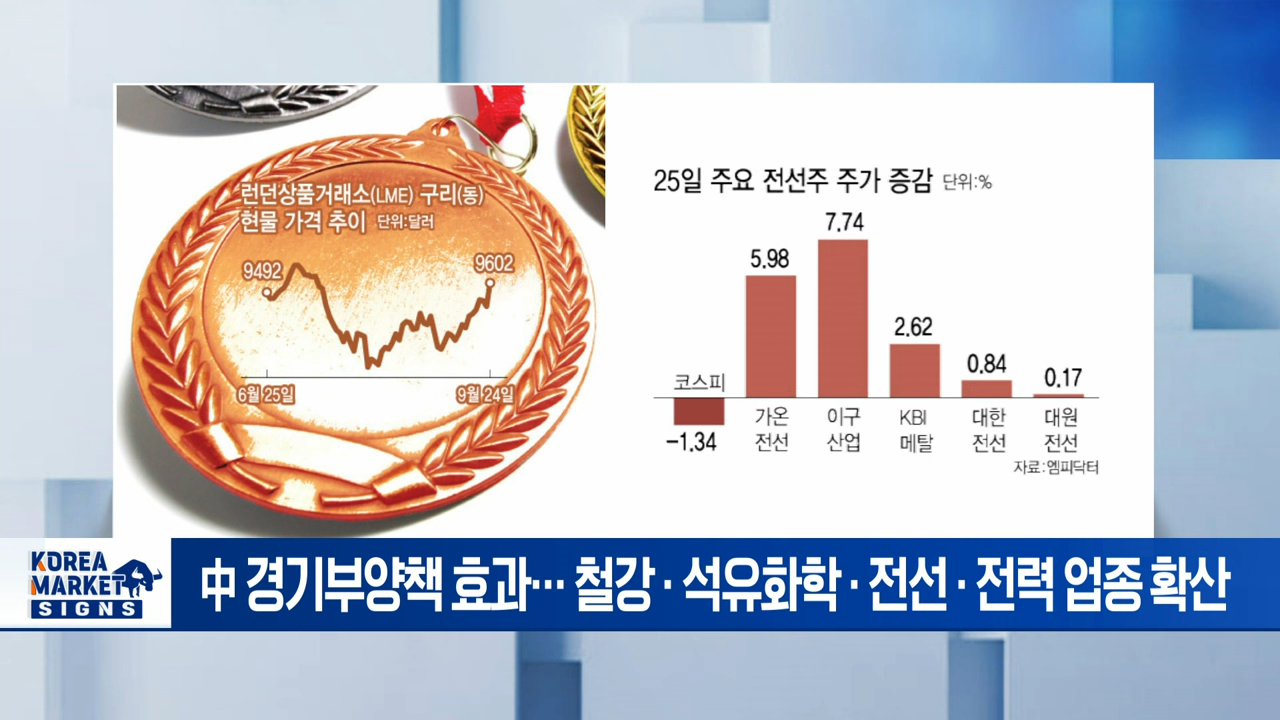 런던상품거래소(LME) 구리(동)
현물 가격 추이 단위:달러
9492
9602
6월 25일
9월 24일
25일 주요 전선주 주가 증감 단위:%
코스피
-1.34
5.98
가온
전선
7.74
이구
산업
2.62
KBI
메탈
0.84
대한
전선
0.17
대원
전선
자료:엠피닥터
KOREA
MARKET
SIGNS
中 경기부양책 효과… 철강·석유화학·전선·전력 업종 확산